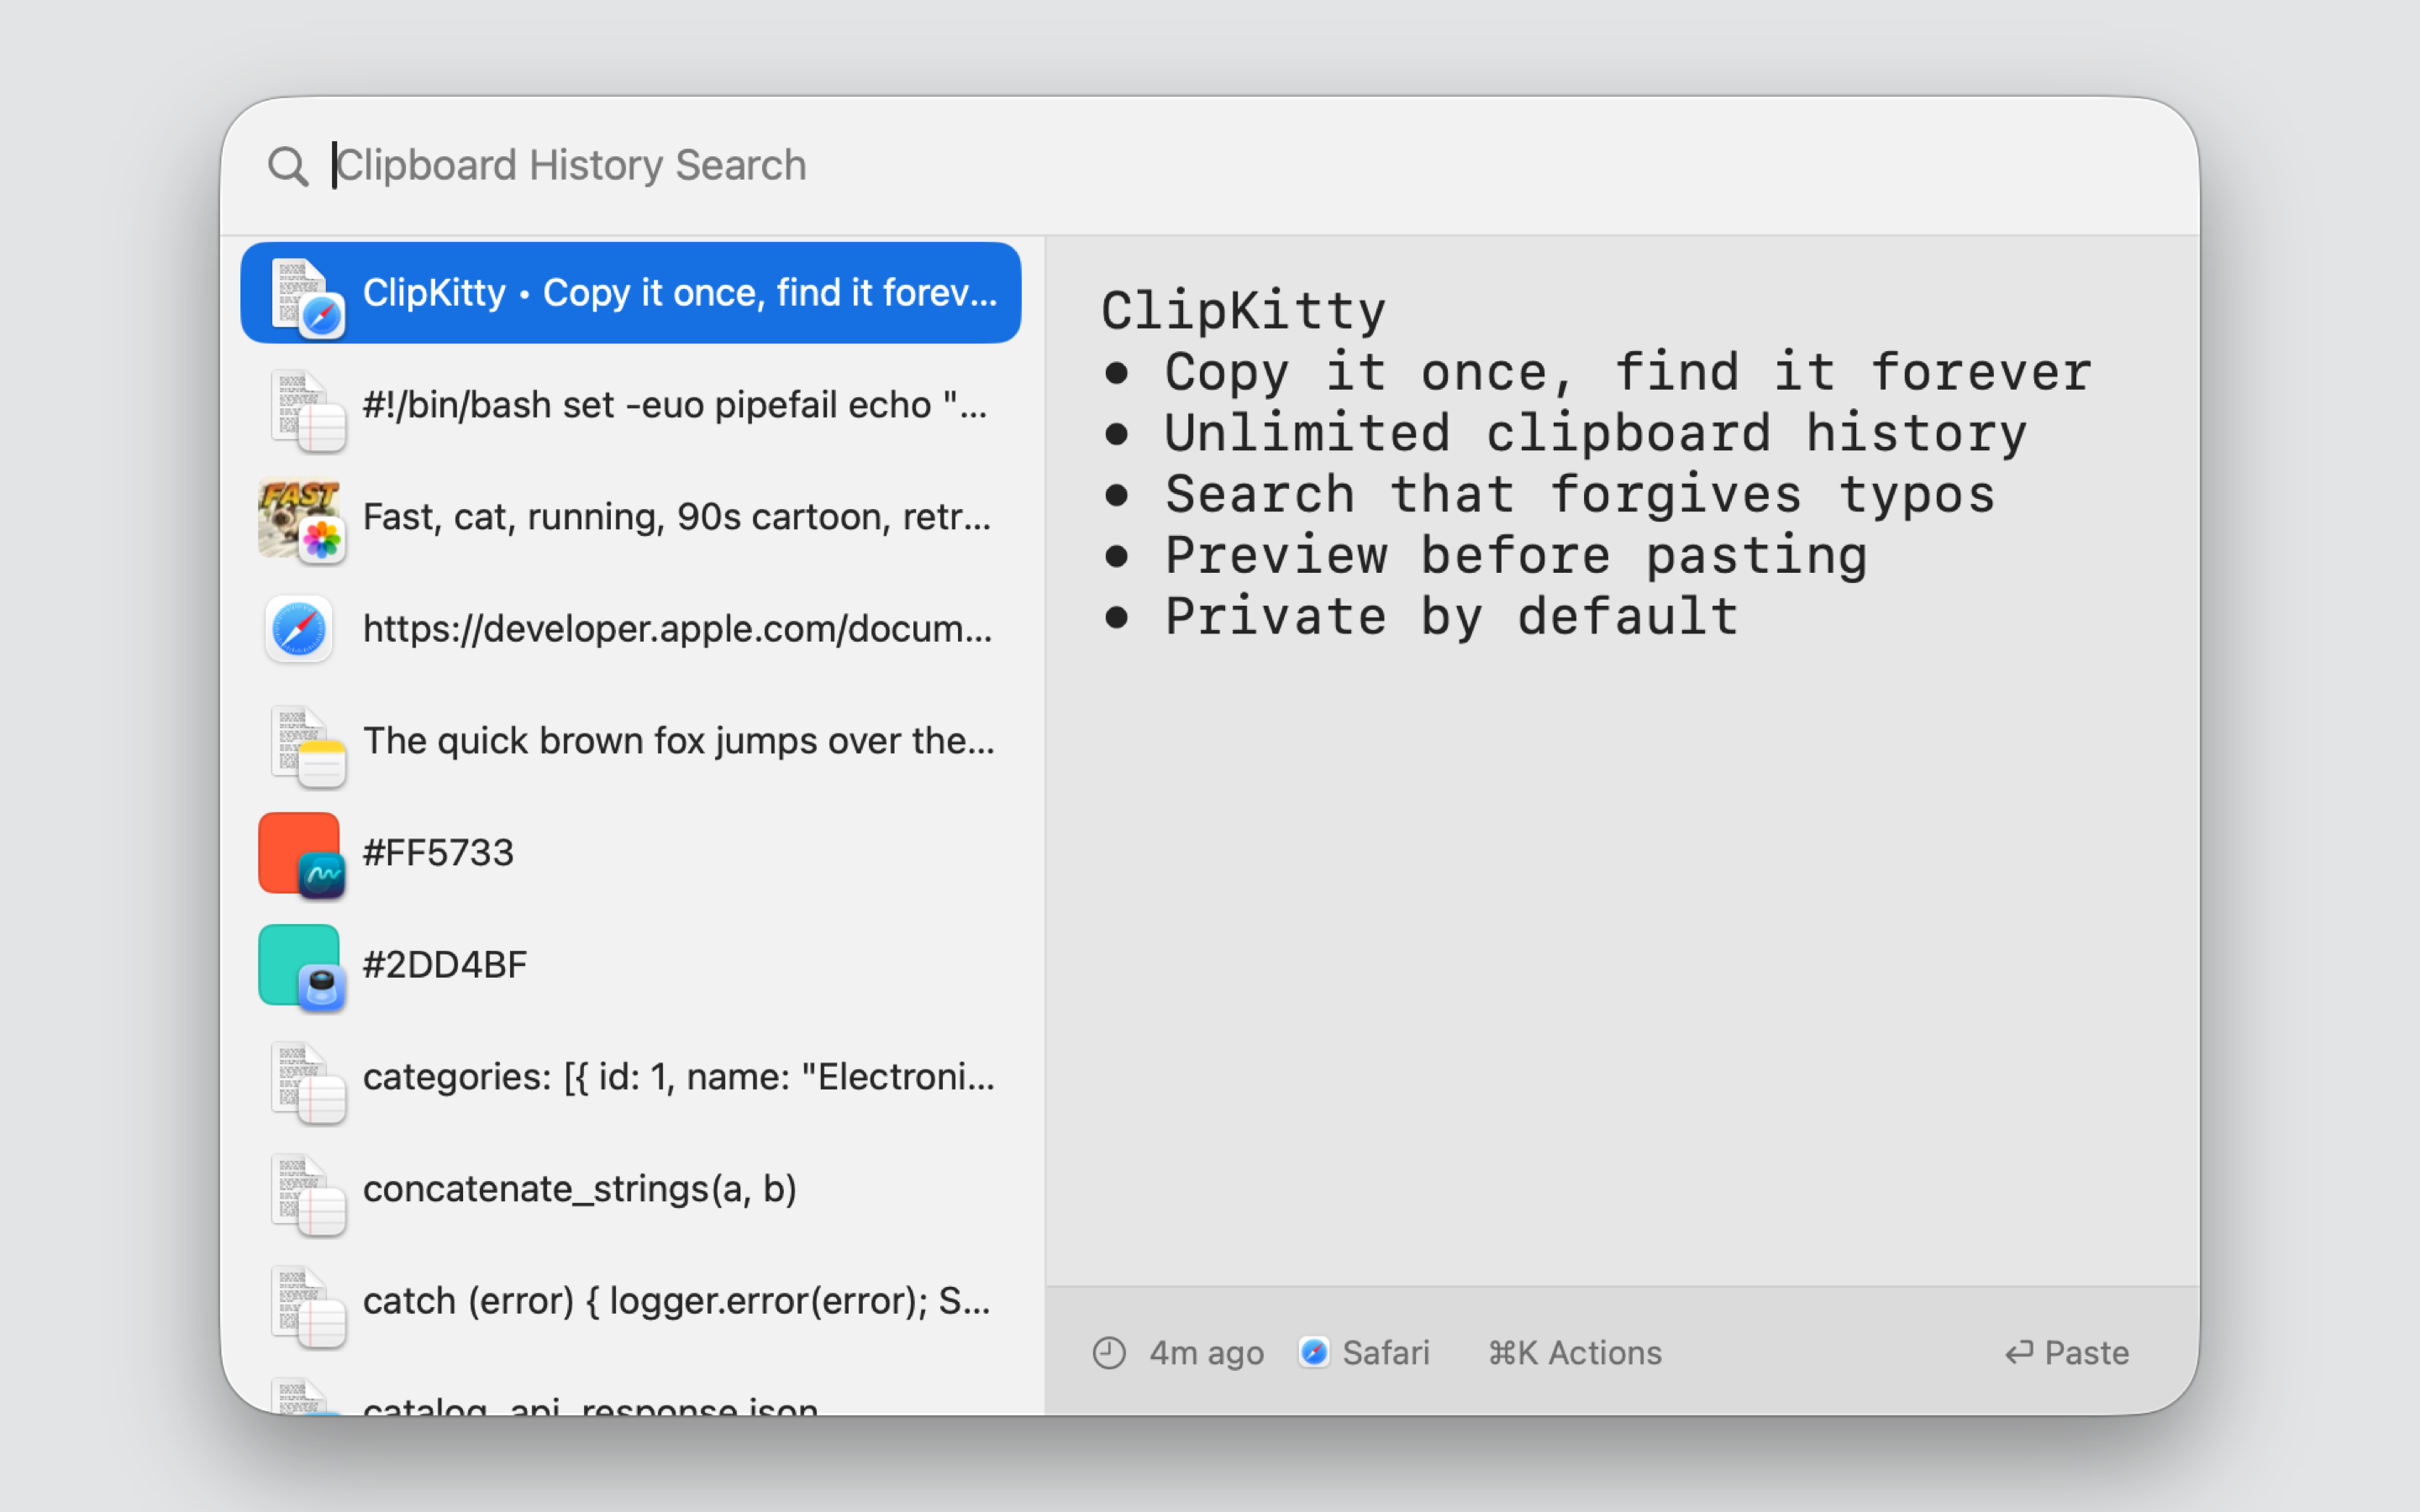 Clipboard History Search
ClipKitty • Copy it once, find it forev...
#!/bin/bash set -euo pipefail echo "...
FAST
Fast, cat, running, 90s cartoon, retr...
https://developer.apple.com/docum...
The quick brown fox jumps over the...
#FF5733
#2DD4BF
categories: [{ id: 1, name: "Electroni...
concatenate_strings(a, b)
catch (error) { logger.error(error); S...
catalog_api_response.json
ClipKitty
• Copy it once, find it forever
• Unlimited clipboard history
• Search that forgives typos
• Preview before pasting
• Private by default
4m ago Safari ⌘K Actions ⏎ Paste